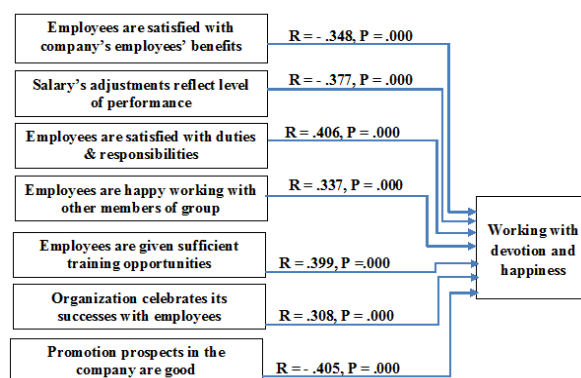 Employees are satisfied with
company's employees' benefits
R = - .348, P = .000
Salary's adjustments reflect level
of performance
R = - .377, P = .000
Employees are satisfied with duties
& responsibilities
R = .406, P = .000
Employees are happy working with
other members of group
R = .337, P = .000
Employees are given sufficient
training opportunities
R = .399, P =.000
Organization celebrates its
successes with employees
R = .308, P = .000
Promotion prospects in the
company are good
R = - .405, P = .000
Working with
devotion and
happiness